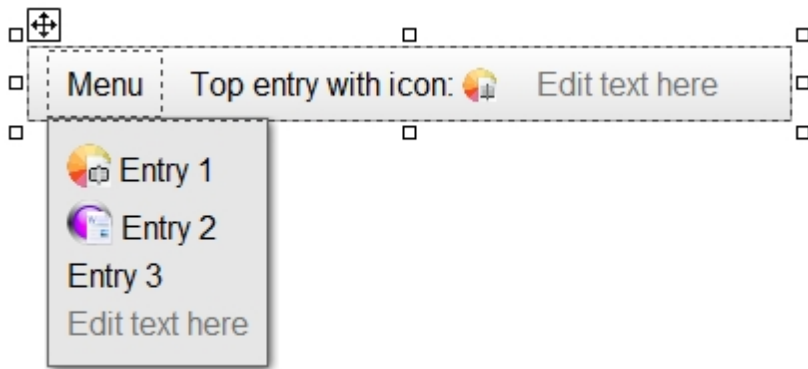 Menu Top entry with icon: Edit text here
Entry 1
Entry 2
Entry 3
Edit text here